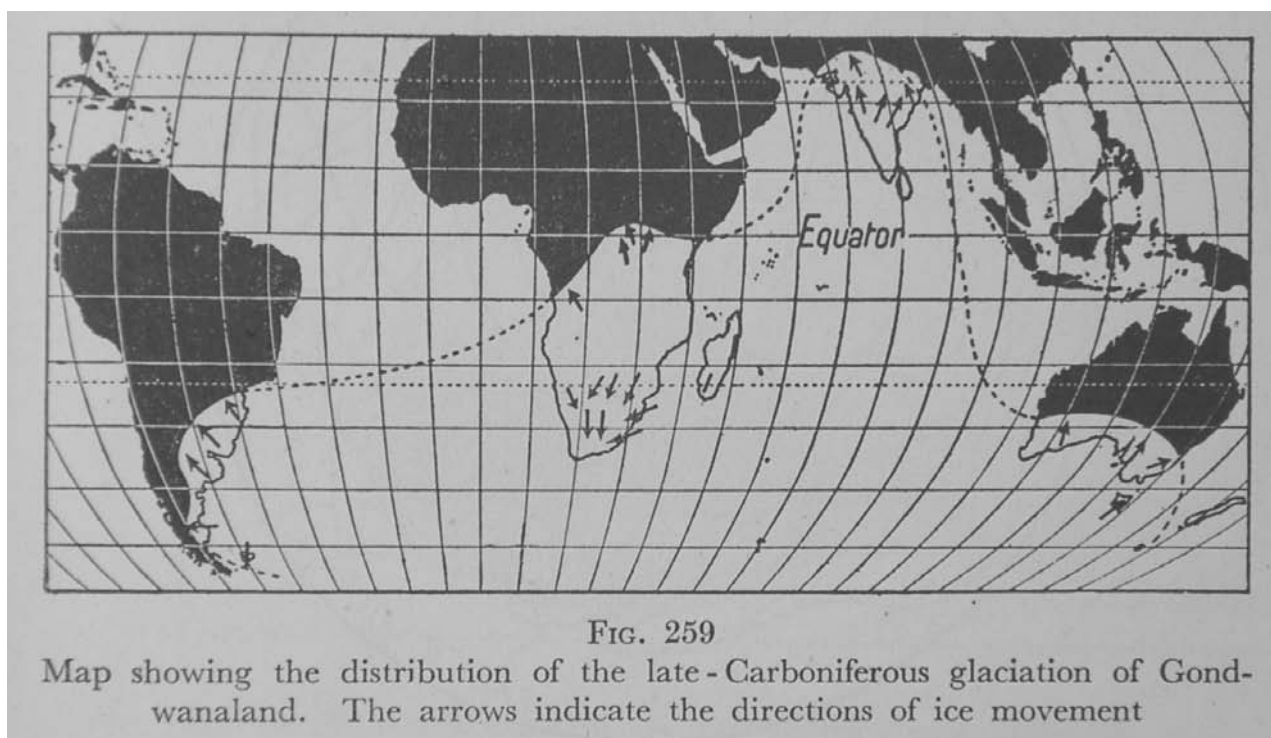 Equator
FIG. 259
Map showing the distribution of the late-Carboniferous glaciation of Gond-
wanaland. The arrows indicate the directions of ice movement